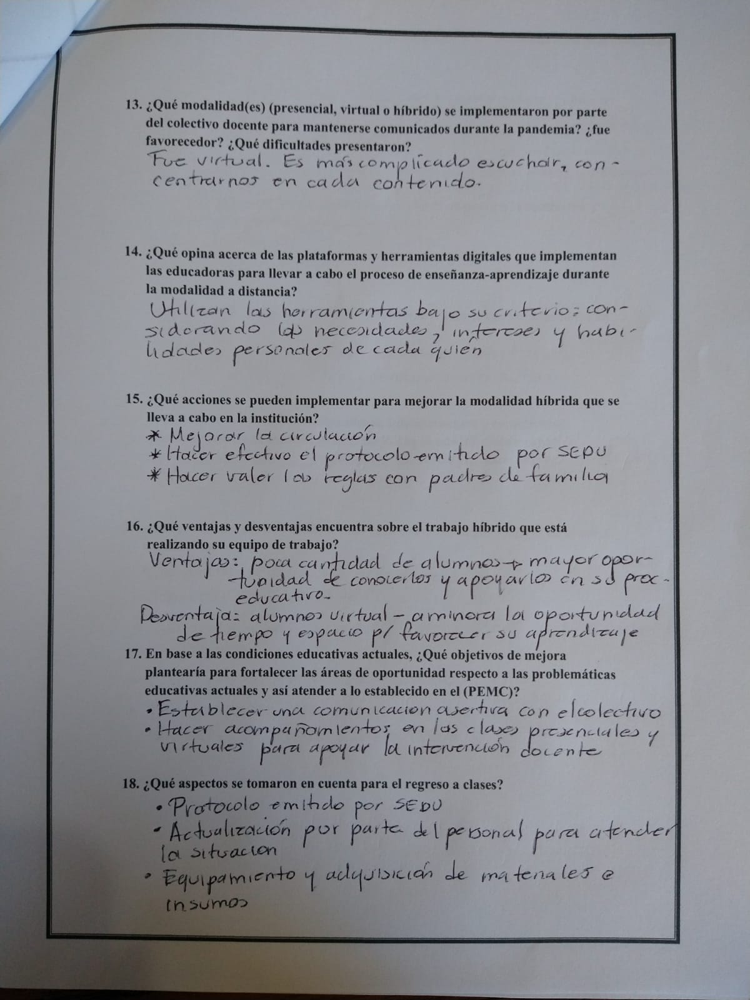 13. ¿Qué modalidad(es) (presencial, virtual o híbrido) se implementaron por parte
del colectivo docente para mantenerse comunicados durante la pandemia? ¿fue
favorecedor? ¿Qué dificultades presentaron?
Fue virtual. Es más complicado escuchar, con-
centrarnos en cada contenido.
14. ¿Qué opina acerca de las plataformas y herramientas digitales que implementan
las educadoras para llevar a cabo el proceso de enseñanza-aprendizaje durante
la modalidad a distancia?
Utilizan las herramientas bajo su criterio: con-
siderando las necesidades, intereses y habi-
lidades personales de cada quién
15. ¿Qué acciones se pueden implementar para mejorar la modalidad híbrida que se
lleva a cabo en la institución?
* Mejorar la circulación
* Hacer efectivo el protocolo emitido por SEDU
* Hacer valer las reglas con padres de familia
16. ¿Qué ventajas y desventajas encuentra sobre el trabajo híbrido que está
realizando su equipo de trabajo?
Ventajas: poca cantidad de alumnos → mayor opor-
tunidad de conocerlos y apoyarlos en su proc.
educativo.
Desventaja: alumnos virtual - aminora la oportunidad
de tiempo y espacio p/ favorecer su aprendizaje
17. En base a las condiciones educativas actuales, ¿Qué objetivos de mejora
plantearía para fortalecer las áreas de oportunidad respecto a las problemáticas
educativas actuales y así atender a lo establecido en el (PEMC)?
• Establecer una comunicacion asertiva con el colectivo
• Hacer acompañamientos en las clases presenciales y
virtuales para apoyar la intervención docente
18. ¿Qué aspectos se tomaron en cuenta para el regreso a clases?
• Protocolo emitido por SEDU
• Actualización por parte del personal para atender
la situacion
• Equipamiento y adquisición de materiales e
insumos